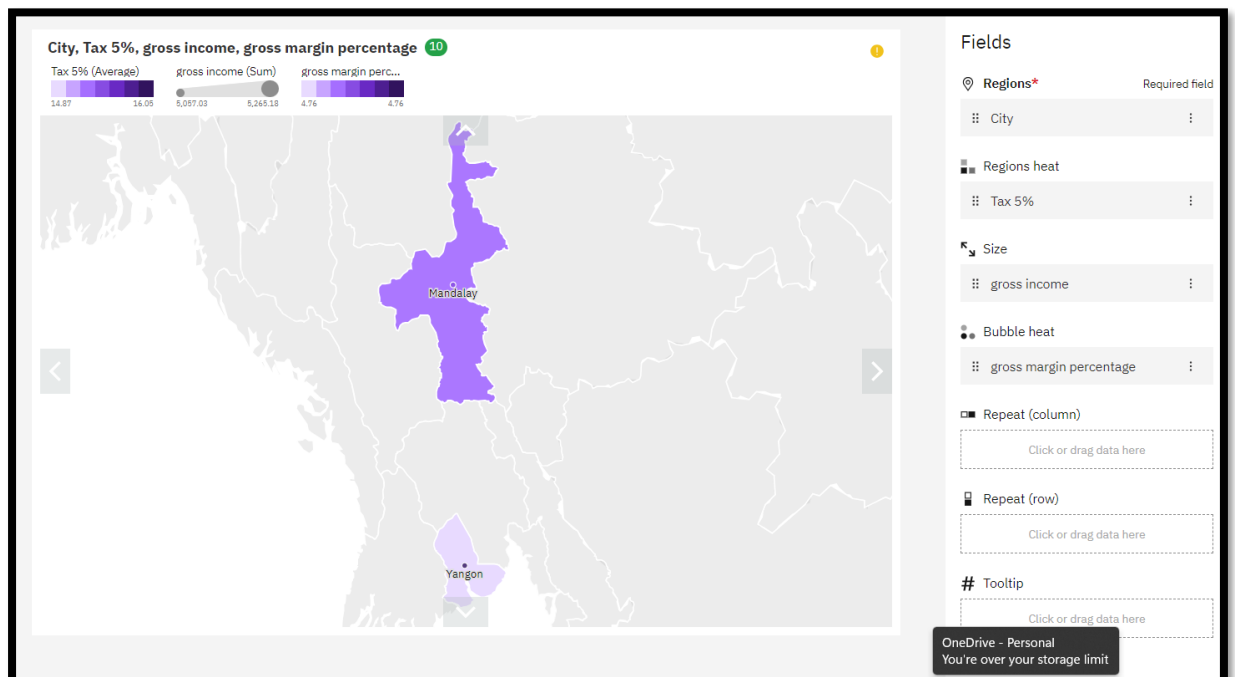 City, Tax 5%, gross income, gross margin percentage 10
Tax 5% (Average) gross income (Sum) gross margin perc...
14.87 16.05 5,057.03 5,265.18 4.76 4.76
Mandalay
Yangon
Fields
Regions* Required field
City
Regions heat
Tax 5%
Size
gross income
Bubble heat
gross margin percentage
Repeat (column)
Click or drag data here
Repeat (row)
Click or drag data here
# Tooltip
Click or drag data here
OneDrive - Personal
You're over your storage limit